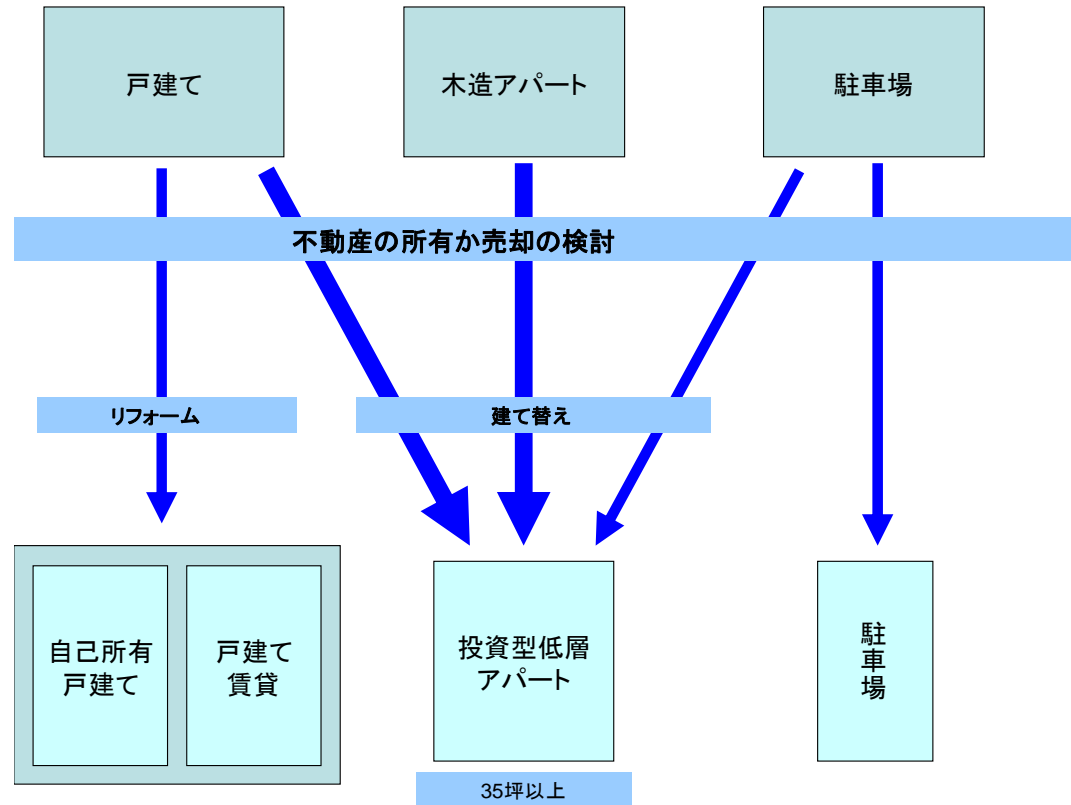 戸建て
木造アパート
駐車場
不動産の所有か売却の検討
リフォーム
建て替え
自己所有
戸建て
戸建て
賃貸
投資型低層
アパート
駐車場
35坪以上